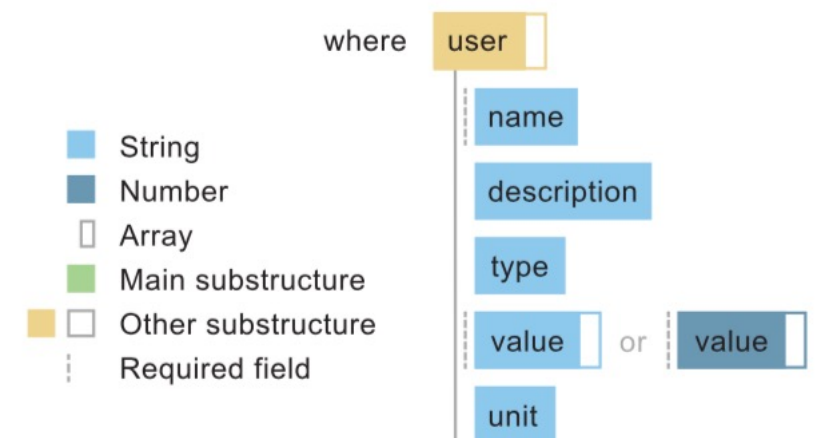 where user
name
String
description
Number
Array
type
Main substructure
Other substructure
value or value
Required field
unit